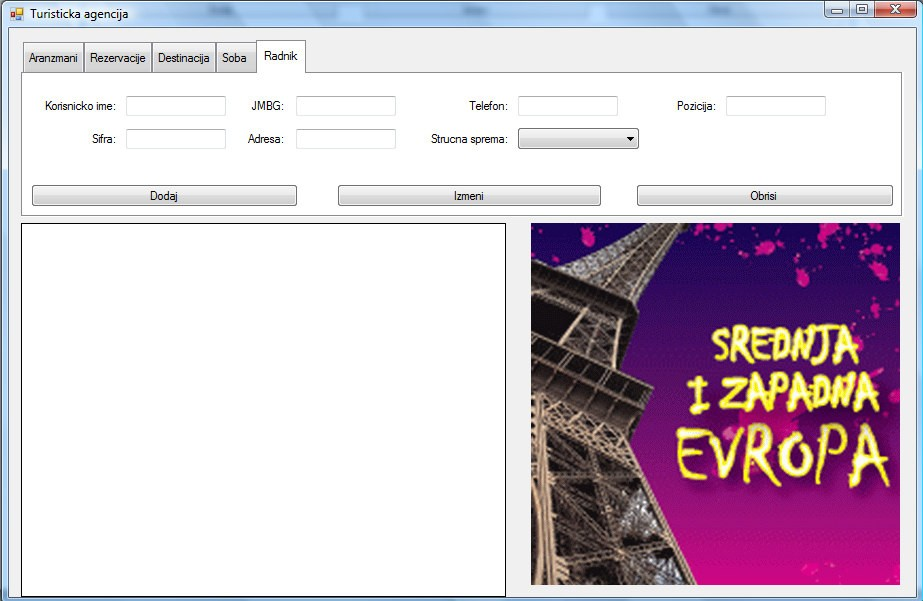 Turisticka agencija
Aranzmani Rezervacije Destinacija Soba Radnik
Korisnicko ime: JMBG: Telefon: Pozicija:
Sifra: Adresa: Strucna sprema:
Dodaj Izmeni Obrisi
SREDNJA
I ZAPADNA
EVROPA